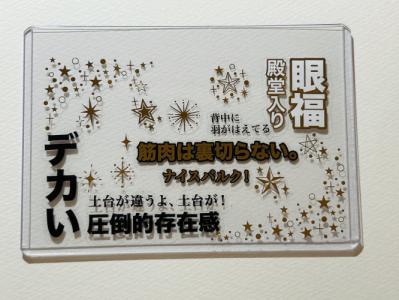 眼福
殿堂入り
背中に
羽がはえてる
筋肉は裏切らない。
ナイスバルク！
デカい
土台が違うよ、土台が！
圧倒的存在感